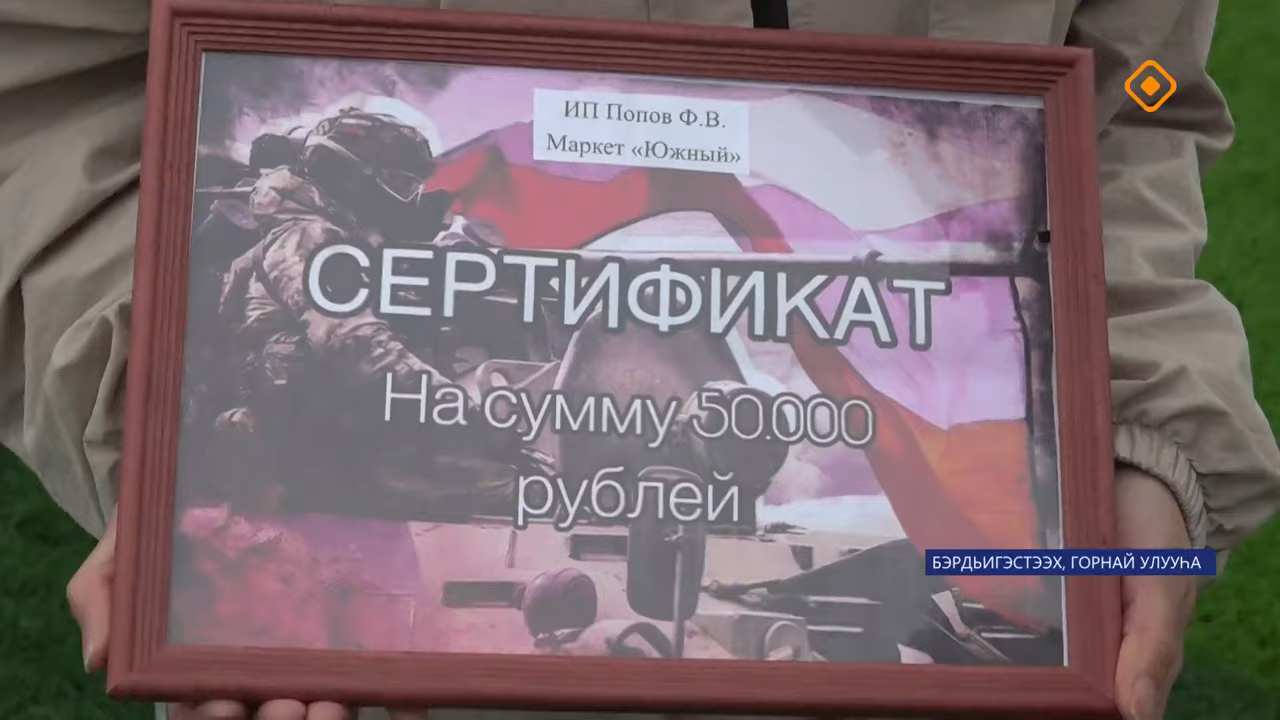 ИП Попов Ф.В.
Маркет «Южный»
СЕРТИФИКАТ
На сумму 50.000
рублей
БЭРДЬИГЭСТЭЭХ, ГОРНАЙ УЛУУҺА